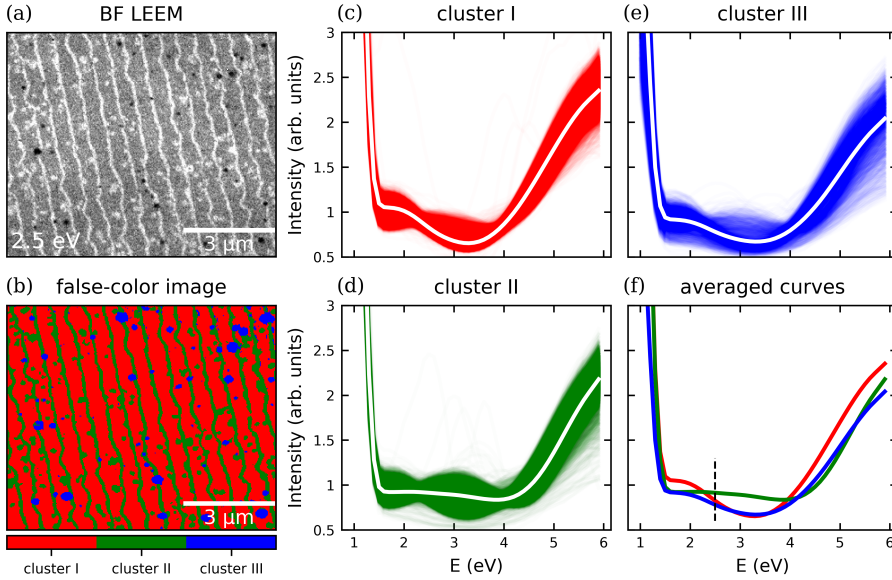 (a) BF LEEM
2.5 eV
3 μm
(b) false-color image
3 μm
cluster I cluster II cluster III
(c) cluster I
Intensity (arb. units)
3
2.5
2
1.5
1
0.5
(d) cluster II
Intensity (arb. units)
3
2.5
2
1.5
1
0.5
1 2 3 4 5 6
E (eV)
(e) cluster III
(f) averaged curves
1 2 3 4 5 6
E (eV)